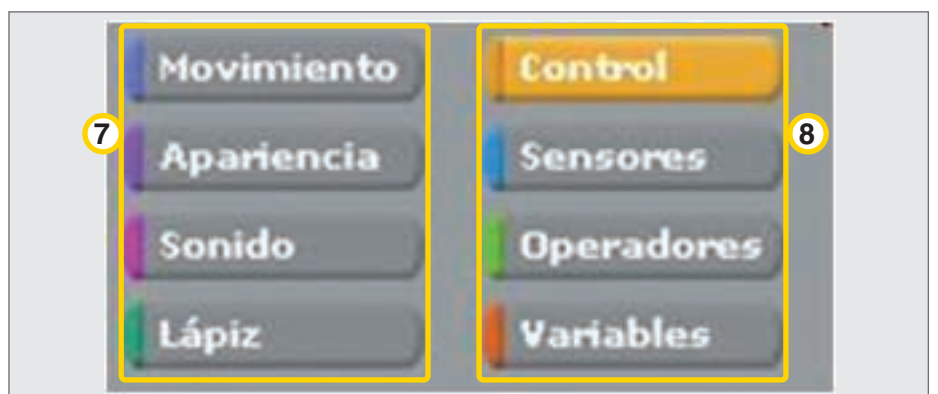 Movimiento Control
7 8
Apariencia Sensores
Sonido Operadores
Lápiz Variables